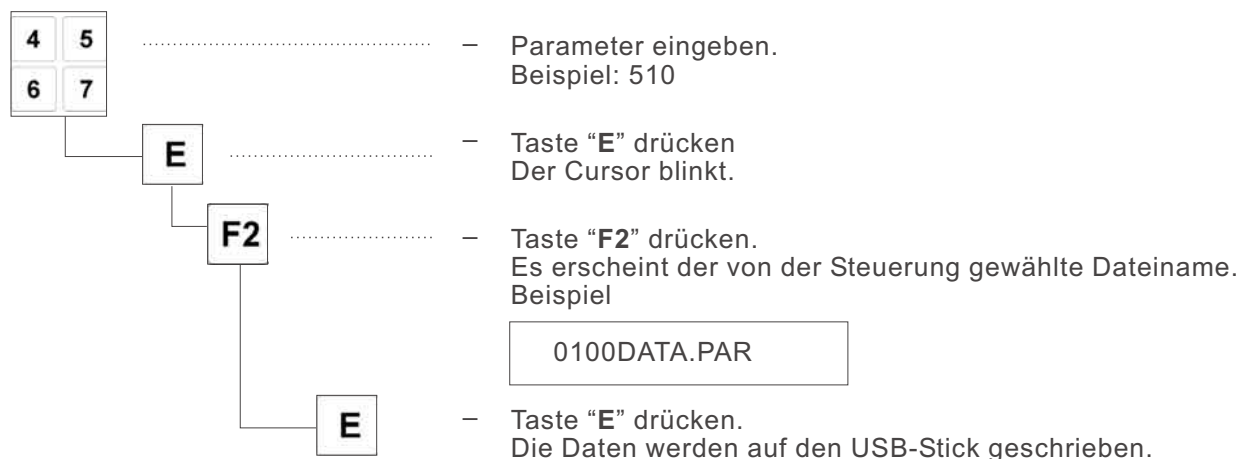 4 5
6 7
– Parameter eingeben.
Beispiel: 510
E
– Taste “E” drücken
Der Cursor blinkt.
F2
– Taste “F2” drücken.
Es erscheint der von der Steuerung gewählte Dateiname.
Beispiel
0100DATA.PAR
E
– Taste “E” drücken.
Die Daten werden auf den USB-Stick geschrieben.